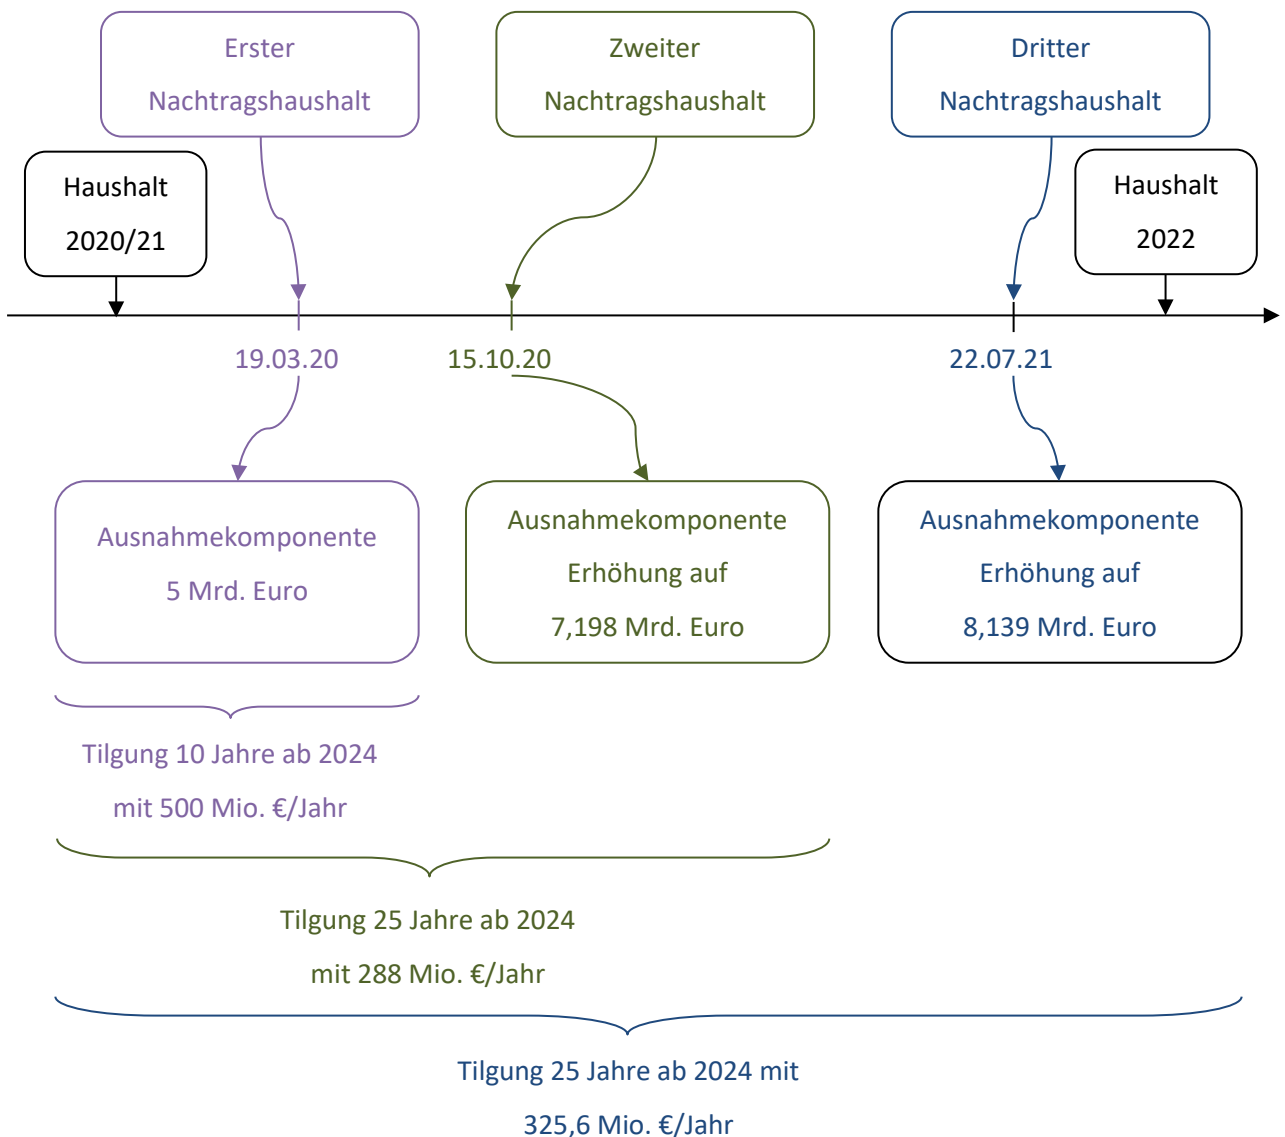 Erster
Nachtragshaushalt
Zweiter
Nachtragshaushalt
Dritter
Nachtragshaushalt
Haushalt
2020/21
Haushalt
2022
19.03.20
15.10.20
22.07.21
Ausnahmekomponente
5 Mrd. Euro
Ausnahmekomponente
Erhöhung auf
7,198 Mrd. Euro
Ausnahmekomponente
Erhöhung auf
8,139 Mrd. Euro
Tilgung 10 Jahre ab 2024
mit 500 Mio. €/Jahr
Tilgung 25 Jahre ab 2024
mit 288 Mio. €/Jahr
Tilgung 25 Jahre ab 2024 mit
325,6 Mio. €/Jahr